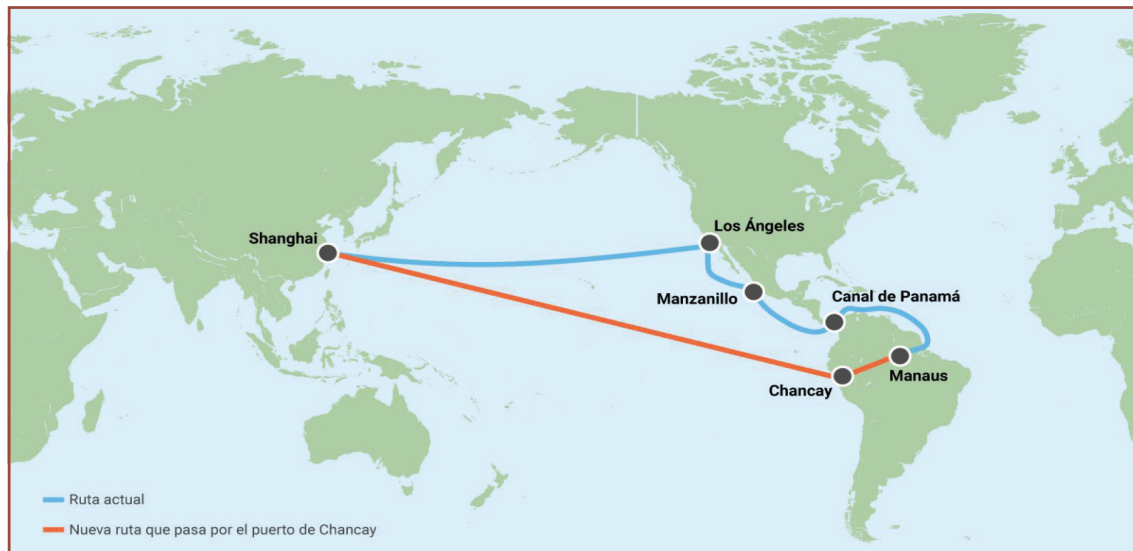 Los Ángeles
Shanghai
Manzanillo
Canal de Panamá
Manaus
Chancay
Ruta actual
Nueva ruta que pasa por el puerto de Chancay